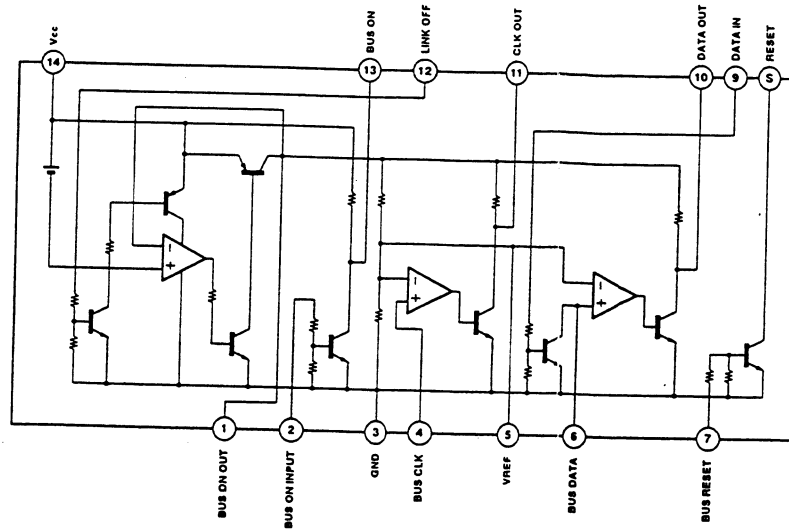 14
Vcc
13
BUS ON
12
LINK OFF
11
CLK OUT
10
DATA OUT
9
DATA IN
S
RESET
−
+
−
+
−
+
1
BUS ON OUT
2
BUS ON INPUT
3
GND
4
BUS CLK
5
VREF
6
BUS DATA
7
BUS RESET